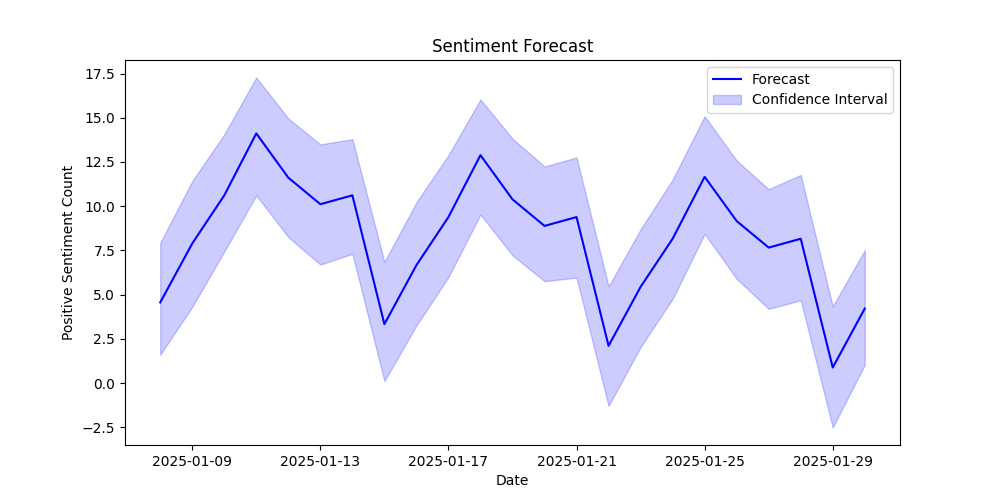 Sentiment Forecast
Forecast
Confidence Interval
Positive Sentiment Count
17.5
15.0
12.5
10.0
7.5
5.0
2.5
0.0
−2.5
2025-01-09 2025-01-13 2025-01-17 2025-01-21 2025-01-25 2025-01-29
Date